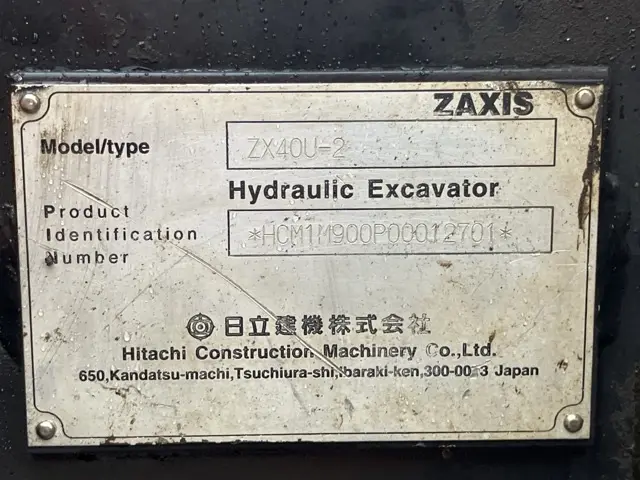 ZAXIS
Model/type ZX40U-2
Hydraulic Excavator
Product
Identification *HCM1M900P00012701*
Number
日立建機株式会社
Hitachi Construction Machinery Co.,Ltd.
650,Kandatsu-machi,Tsuchiura-shi,Ibaraki-ken,300-0013 Japan